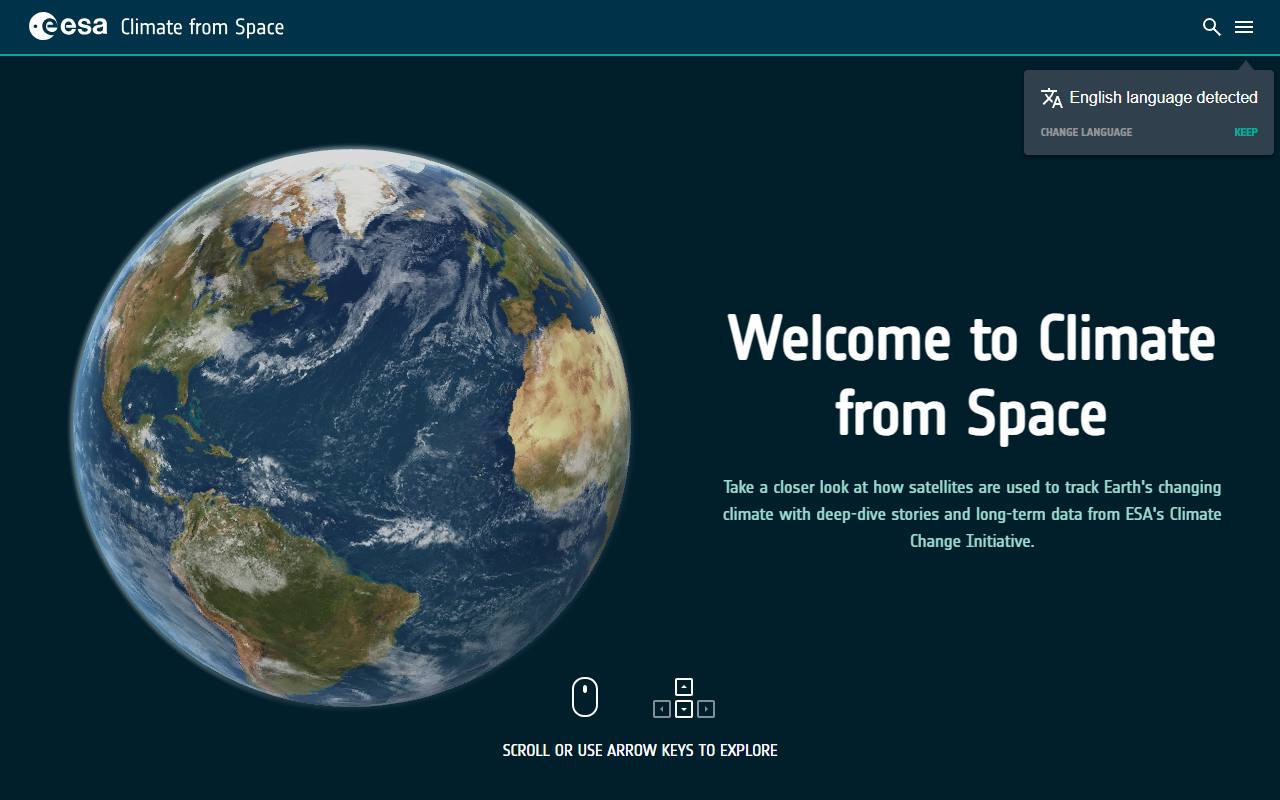 esa Climate from Space
English language detected
CHANGE LANGUAGE KEEP
Welcome to Climate
from Space
Take a closer look at how satellites are used to track Earth's changing
climate with deep-dive stories and long-term data from ESA's Climate
Change Initiative.
SCROLL OR USE ARROW KEYS TO EXPLORE